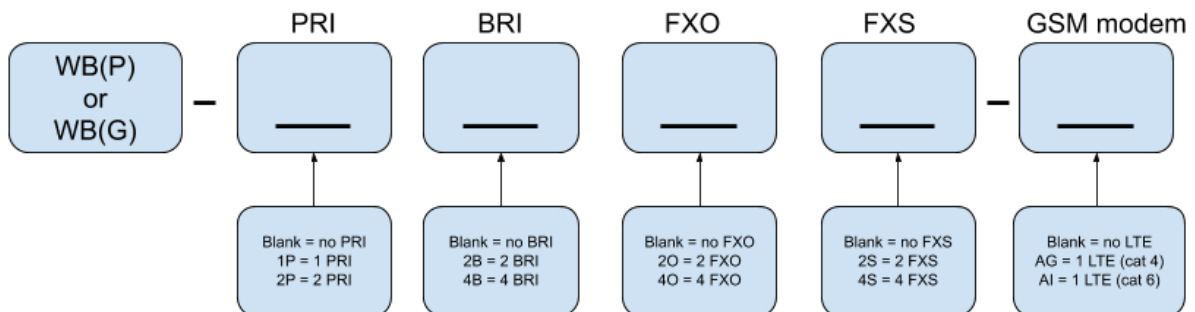 PRI BRI FXO FXS GSM modem
WB(P)
or
WB(G)
–
–
Blank = no PRI
1P = 1 PRI
2P = 2 PRI
Blank = no BRI
2B = 2 BRI
4B = 4 BRI
Blank = no FXO
2O = 2 FXO
4O = 4 FXO
Blank = no FXS
2S = 2 FXS
4S = 4 FXS
Blank = no LTE
AG = 1 LTE (cat 4)
AI = 1 LTE (cat 6)